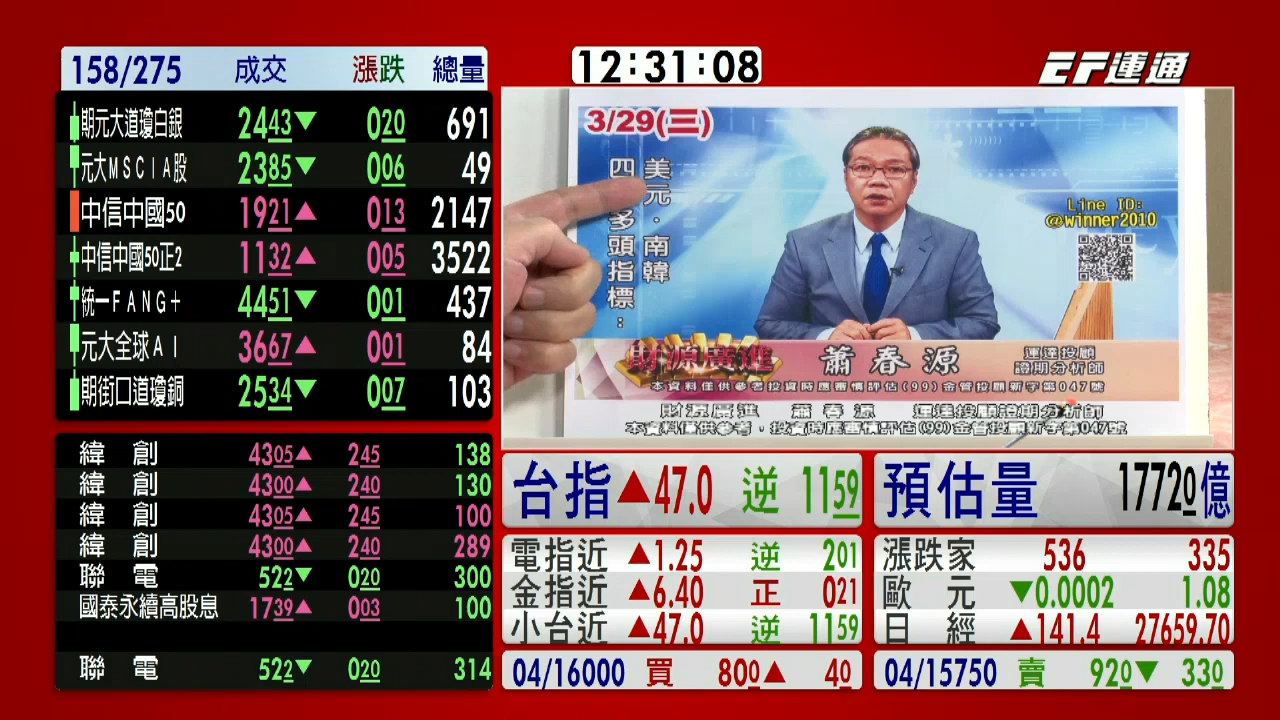 158/275 成交 漲跌 總量
期元大道瓊白銀 2443▼ 020 691
元大MSCIA股 2385▼ 006 49
中信中國50 1921▲ 013 2147
中信中國50正2 1132▲ 005 3522
統一FANG+ 4451▼ 001 437
元大全球AI 3667▲ 001 84
期街口道瓊銅 2534▼ 007 103
緯創 4305▲ 245 138
緯創 4300▲ 240 130
緯創 4305▲ 245 100
緯創 4300▲ 240 289
聯電 522▼ 020 300
國泰永續高股息 1739▲ 003 100
聯電 522▼ 020 314
12:31:08
EF運通
3/29(三)
美元．南韓
四 多頭指標：
Line ID:
@winner2010
財源廣進 蕭春源 運達投顧
證期分析師
本資料僅供參考投資時應審慎評估(99)金管投顧新字第047號
財源廣進 蕭春源 運達投顧證期分析師
本資料僅供參考，投資時應審慎評估(99)金管投顧新字第047號
台指▲47.0 逆 1159
預估量 17720億
電指近 ▲1.25 逆 201
金指近 ▲6.40 正 021
小台近 ▲47.0 逆 1159
漲跌家 536 335
歐元 ▼0.0002 1.08
日經 ▲141.4 27659.70
04/16000 買 800▲ 40
04/15750 賣 920▼ 330